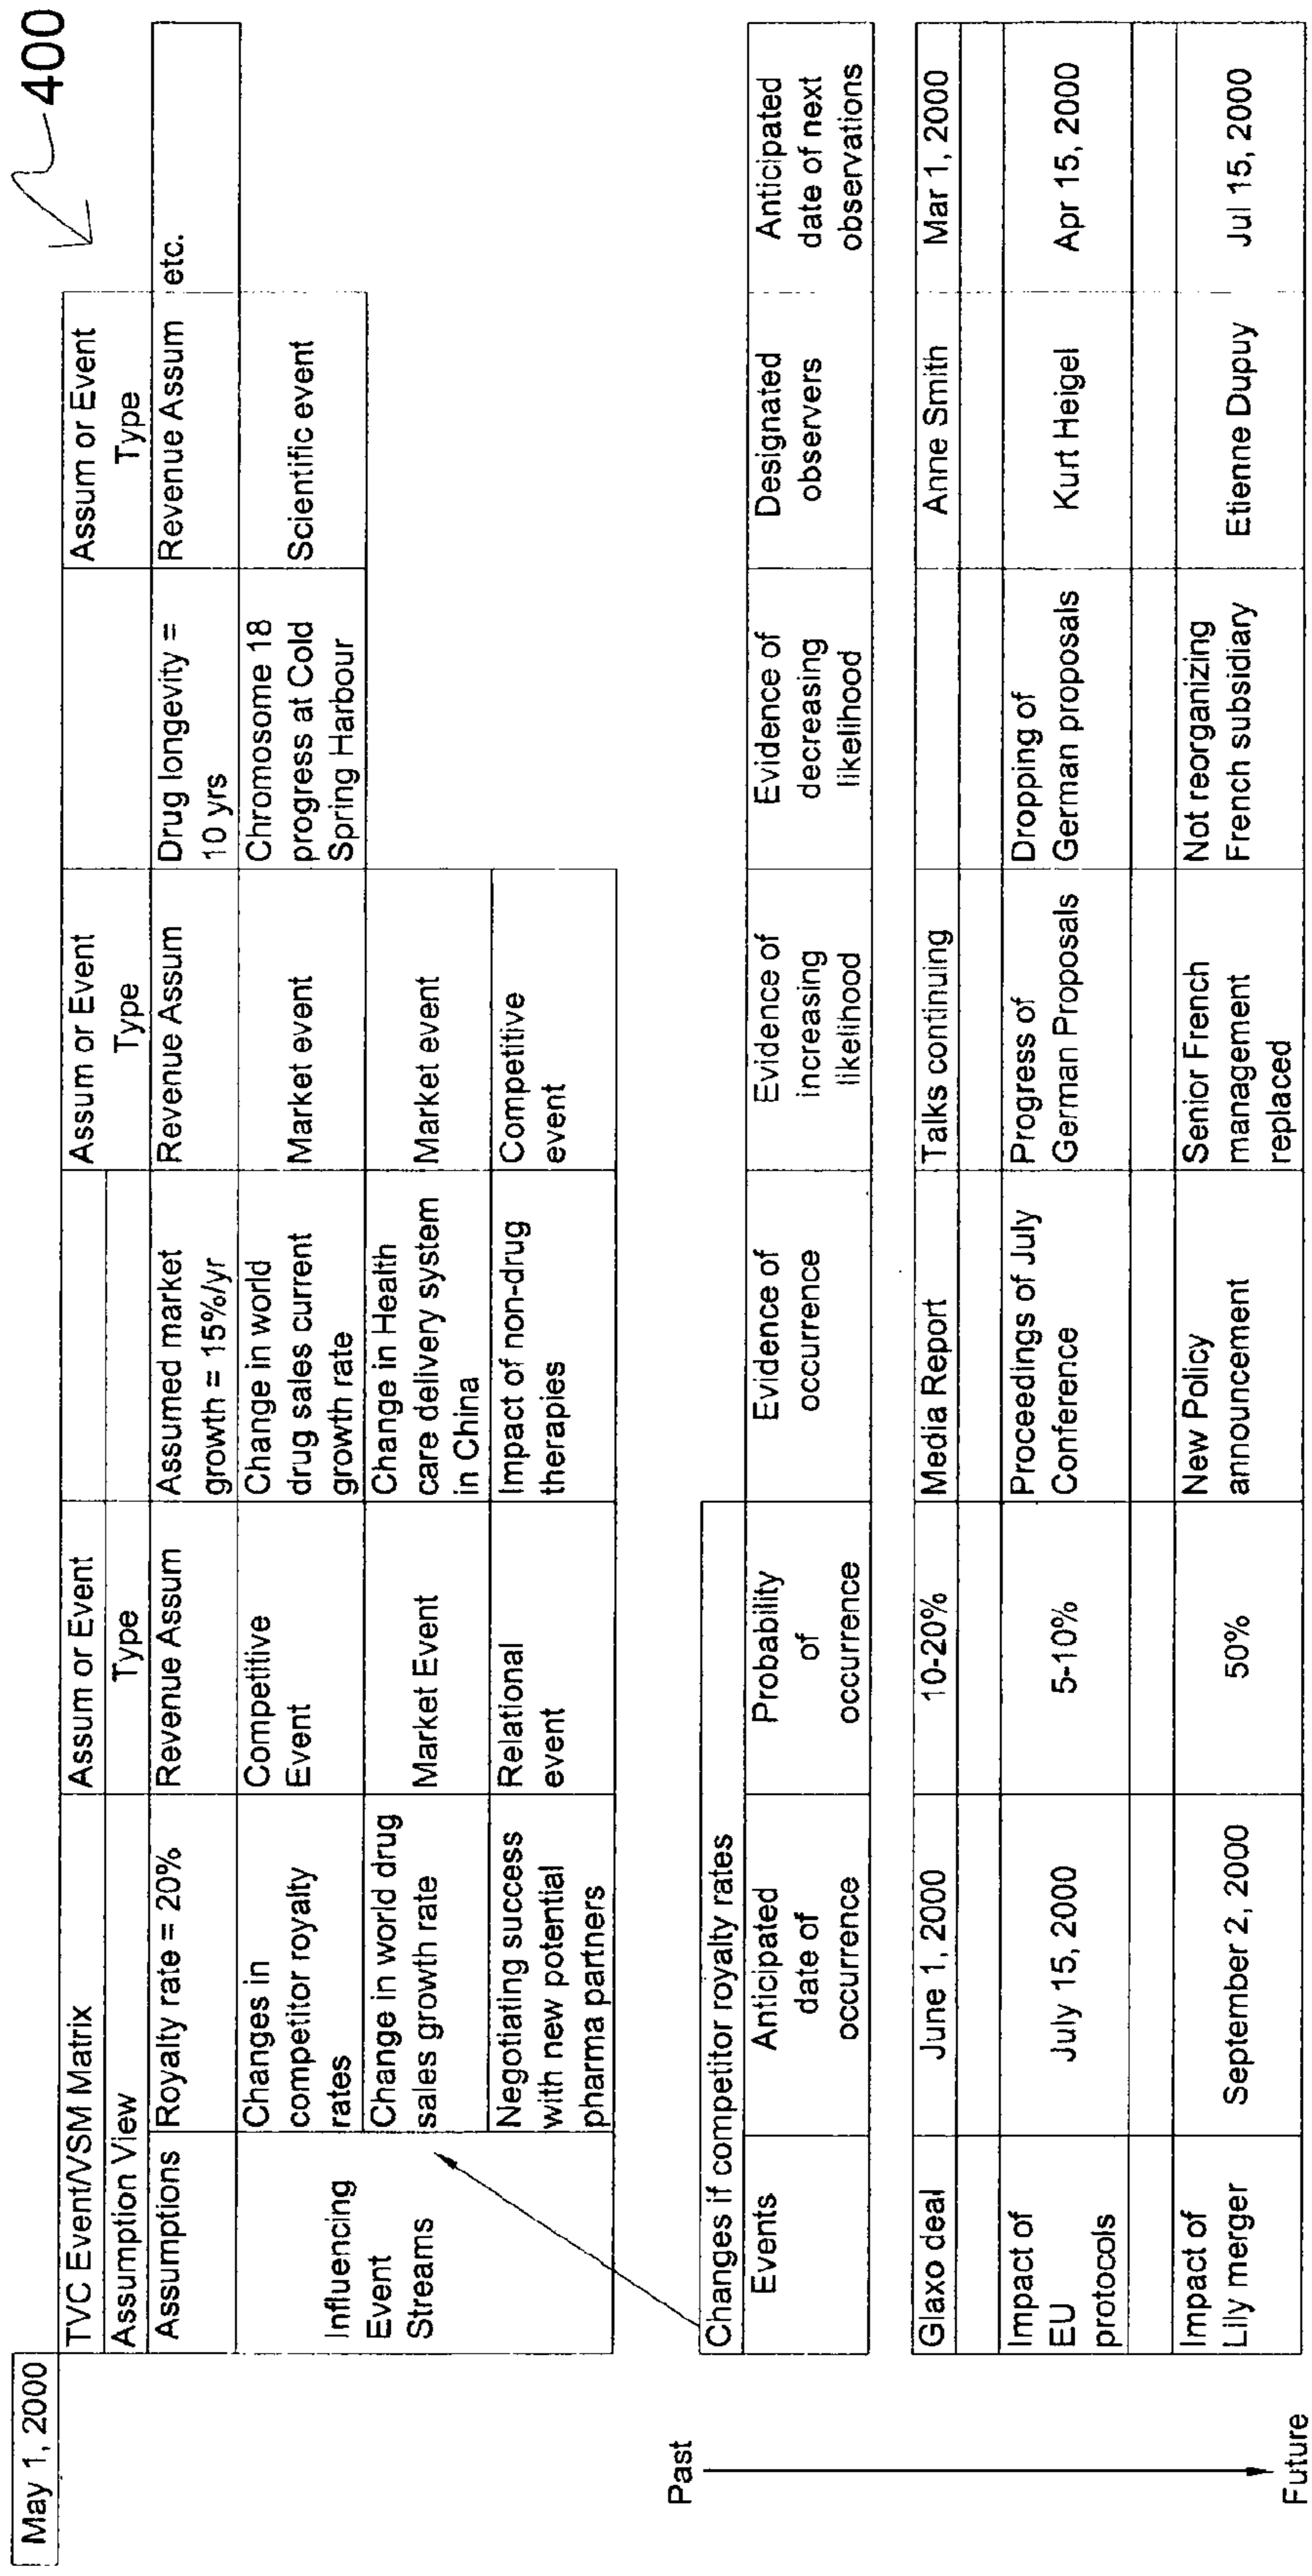 400
May 1, 2000
TVC Event/VSM Matrix
Assum or Event
Assum or Event
Assum or Event
Assumption View
Type
Type
Type
Assumptions
Royalty rate = 20%
Revenue Assum
Assumed market
growth = 15%/yr
Revenue Assum
Drug longevity =
10 yrs
Revenue Assum
etc.
Influencing
Event
Streams
Changes in
competitor royalty
rates
Competitive
Event
Change in world
drug sales current
growth rate
Market event
Chromosome 18
progress at Cold
Spring Harbour
Scientific event
Change in world drug
sales growth rate
Market Event
Change in Health
care delivery system
in China
Market event
Negotiating success
with new potential
pharma partners
Relational
event
Impact of non-drug
therapies
Competitive
event
Past
Future
Changes if competitor royalty rates
Events
Anticipated
date of
occurrence
Probability
of
occurrence
Evidence of
occurrence
Evidence of
increasing
likelihood
Evidence of
decreasing
likelihood
Designated
observers
Anticipated
date of next
observations
Glaxo deal
June 1, 2000
10-20%
Media Report
Talks continuing
Anne Smith
Mar 1, 2000
Impact of
EU
protocols
July 15, 2000
5-10%
Proceedings of July
Conference
Progress of
German Proposals
Dropping of
German proposals
Kurt Heigel
Apr 15, 2000
Impact of
Lily merger
September 2, 2000
50%
New Policy
announcement
Senior French
management
replaced
Not reorganizing
French subsidiary
Etienne Dupuy
Jul 15, 2000